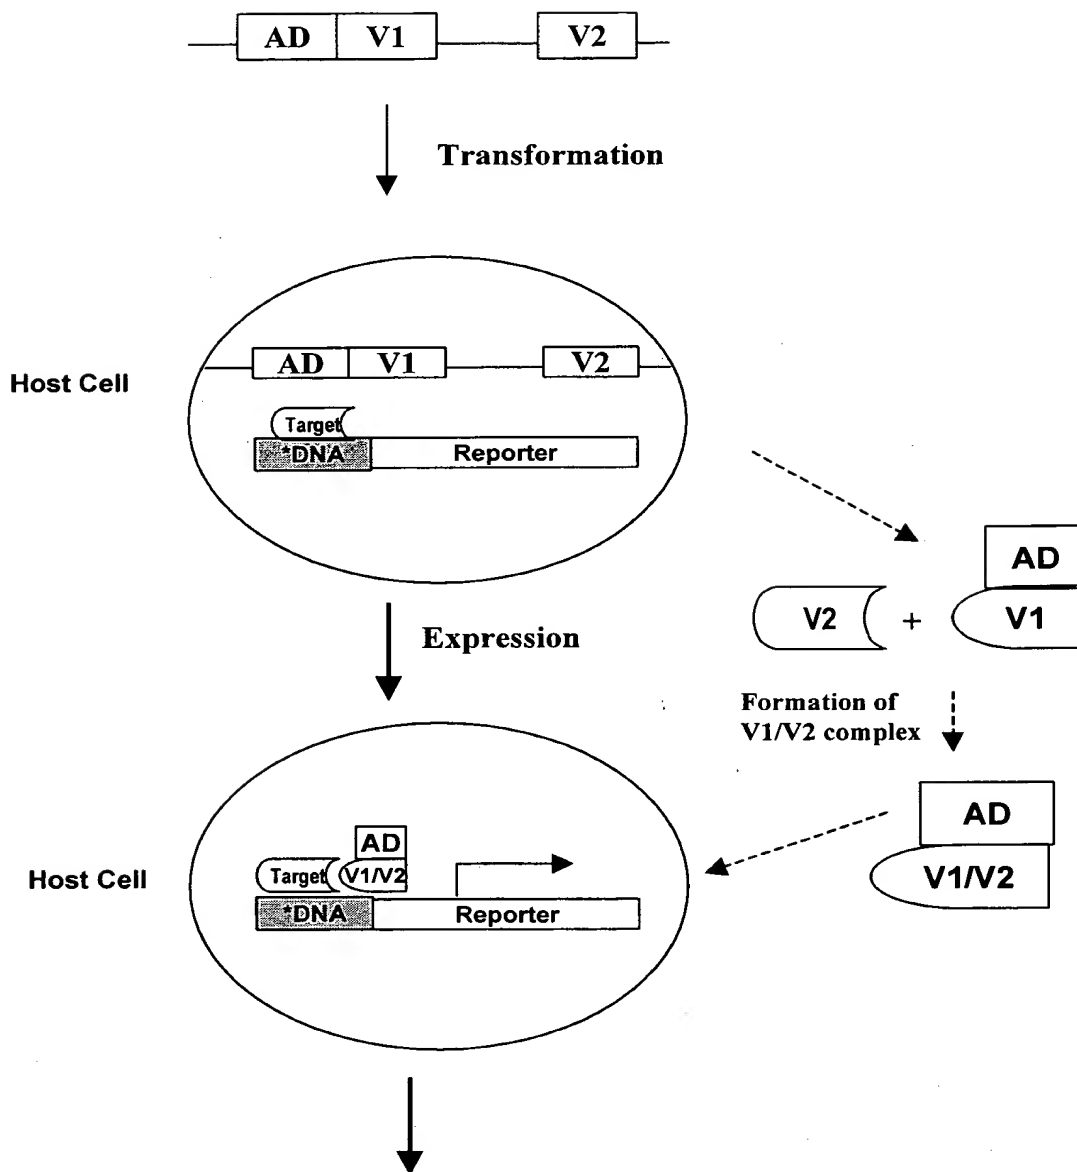 AD V1 V2
Transformation
AD V1 V2
Host Cell
Target
*DNA* Reporter
AD
V2 + V1
Expression
Formation of
V1/V2 complex
AD
V1/V2
AD
Target V1/V2
Host Cell
*DNA Reporter